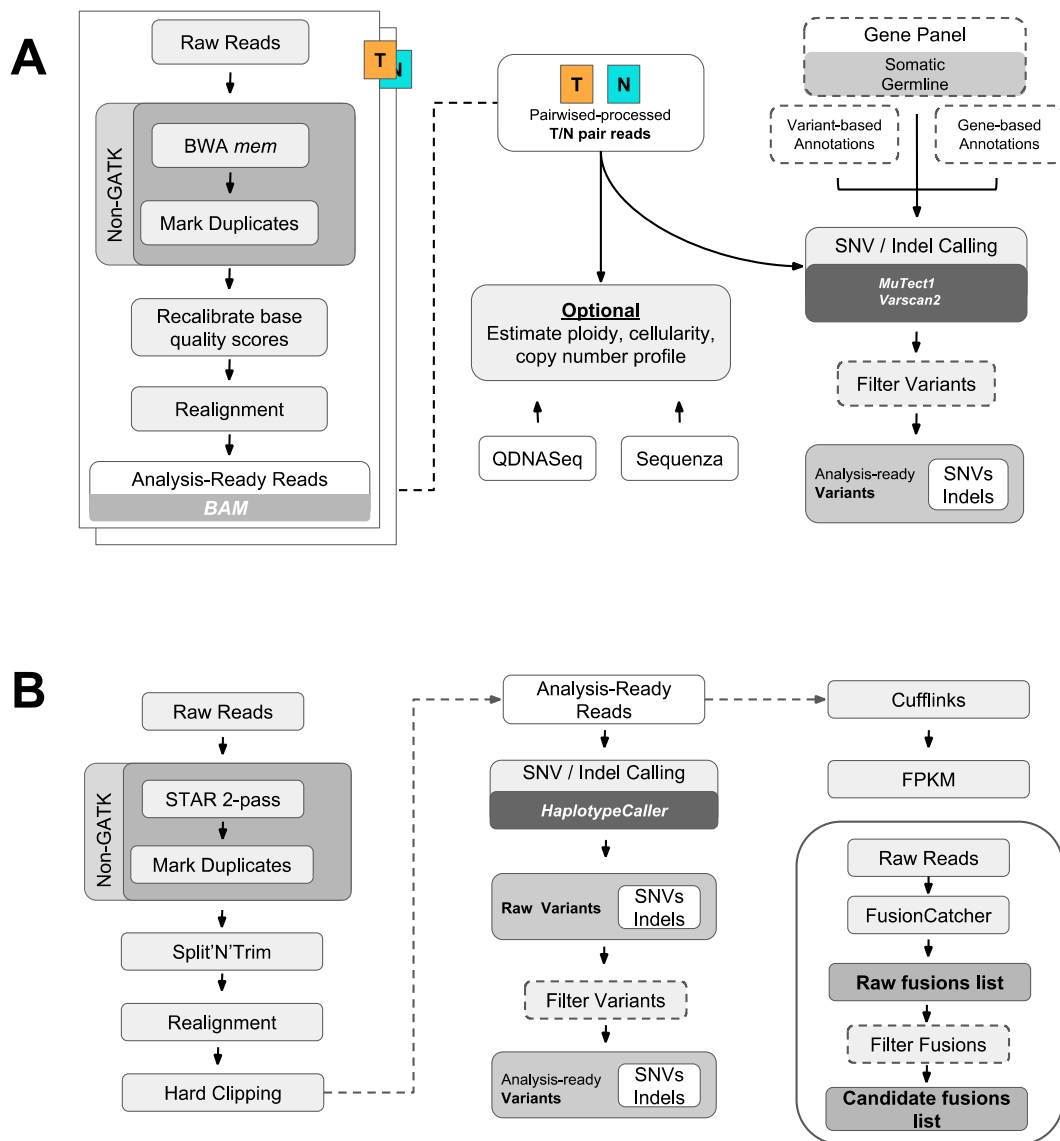 A
Raw Reads
T
N
Non-GATK
BWA mem
Mark Duplicates
Recalibrate base
quality scores
Realignment
Analysis-Ready Reads
BAM
T
N
Pairwised-processed
T/N pair reads
Optional
Estimate ploidy, cellularity,
copy number profile
QDNASeq
Sequenza
Gene Panel
Somatic
Germline
Variant-based
Annotations
Gene-based
Annotations
SNV / Indel Calling
MuTect1
Varscan2
Filter Variants
Analysis-ready
Variants
SNVs
Indels
B
Raw Reads
Non-GATK
STAR 2-pass
Mark Duplicates
Split’N’Trim
Realignment
Hard Clipping
Analysis-Ready
Reads
SNV / Indel Calling
HaplotypeCaller
Raw Variants
SNVs
Indels
Filter Variants
Analysis-ready
Variants
SNVs
Indels
Cufflinks
FPKM
Raw Reads
FusionCatcher
Raw fusions list
Filter Fusions
Candidate fusions
list